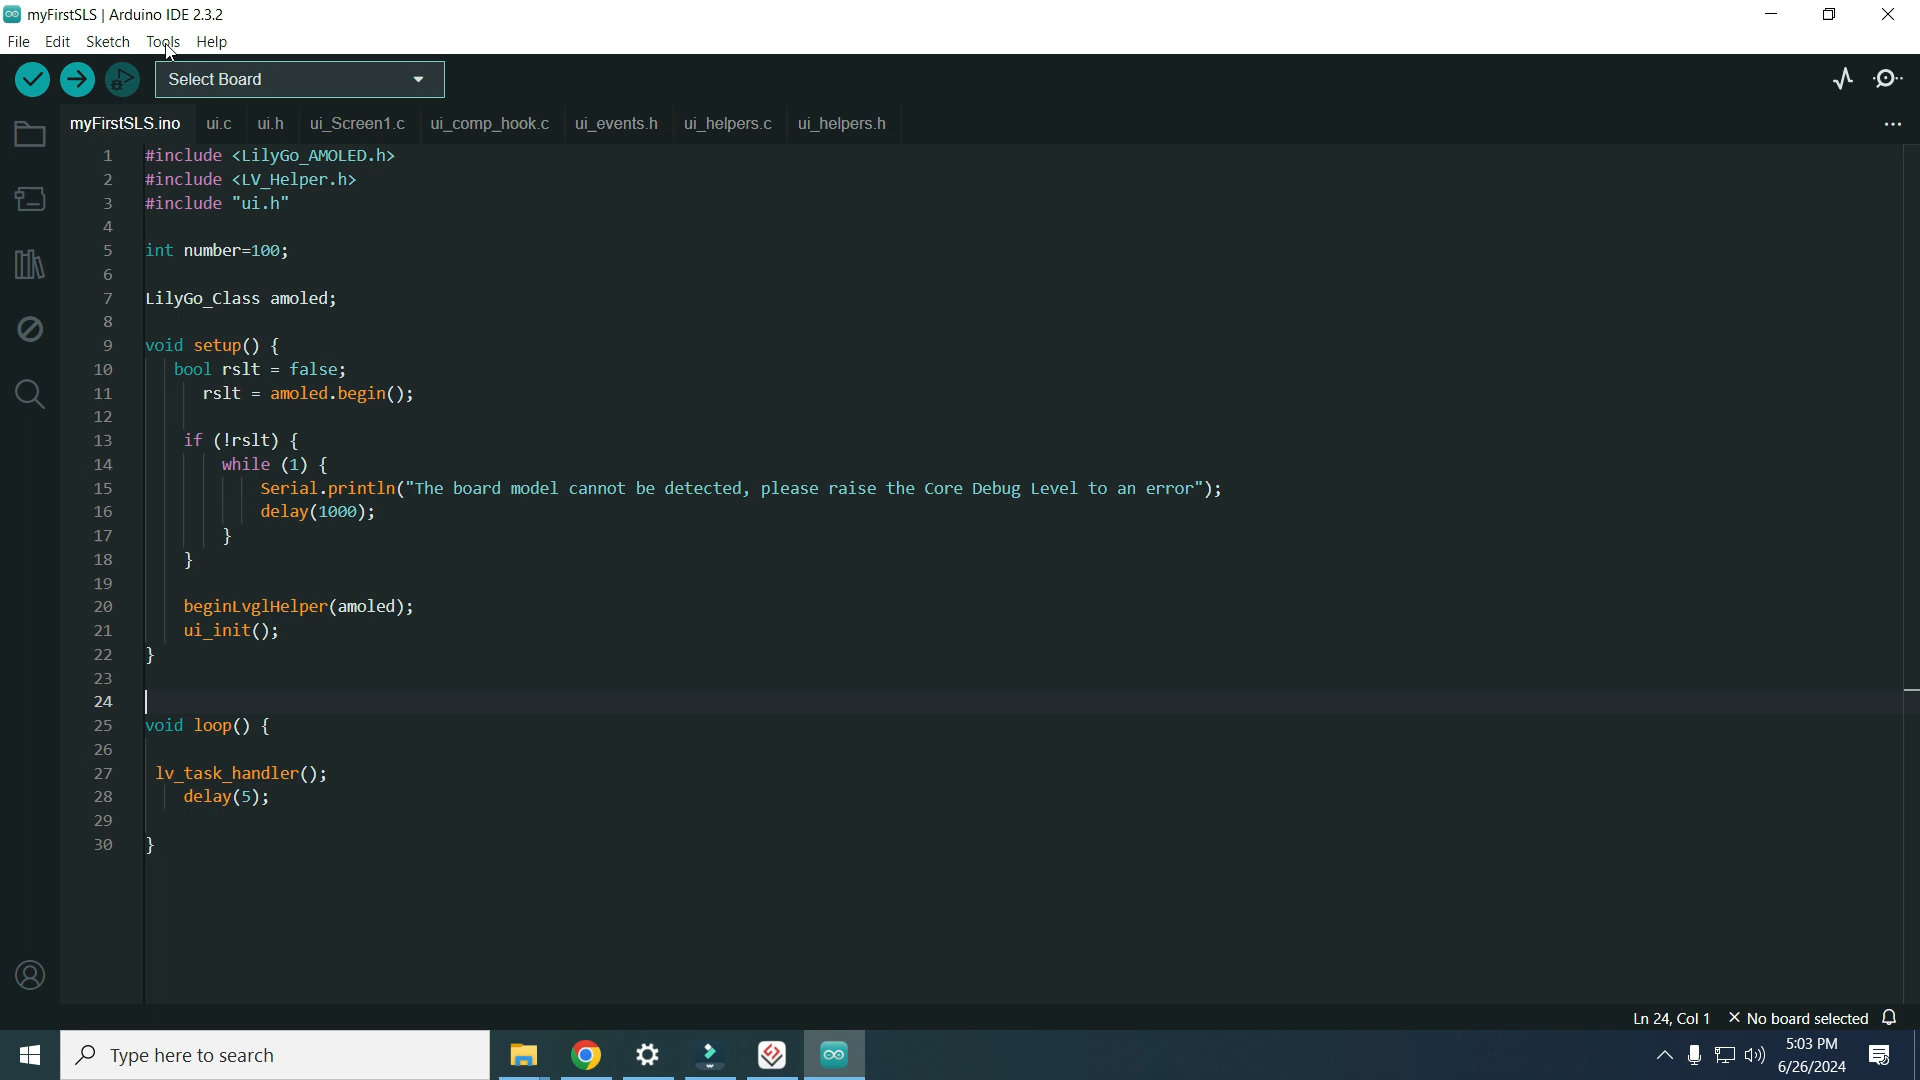 myFirstSLS | Arduino IDE 2.3.2
File Edit Sketch Tools Help
Select Board
myFirstSLS.ino ui.c ui.h ui_Screen1.c ui_comp_hook.c ui_events.h ui_helpers.c ui_helpers.h ...
1 #include <LilyGo_AMOLED.h>
2 #include <LV_Helper.h>
3 #include "ui.h"
4
5 int number=100;
6
7 LilyGo_Class amoled;
8
9 void setup() {
10 bool rslt = false;
11 rslt = amoled.begin();
12
13 if (!rslt) {
14 while (1) {
15 Serial.println("The board model cannot be detected, please raise the Core Debug Level to an error");
16 delay(1000);
17 }
18 }
19
20 beginLvglHelper(amoled);
21 ui_init();
22 }
23
24
25 void loop() {
26
27 lv_task_handler();
28 delay(5);
29
30 }
Ln 24, Col 1 × No board selected
Type here to search
5:03 PM
6/26/2024